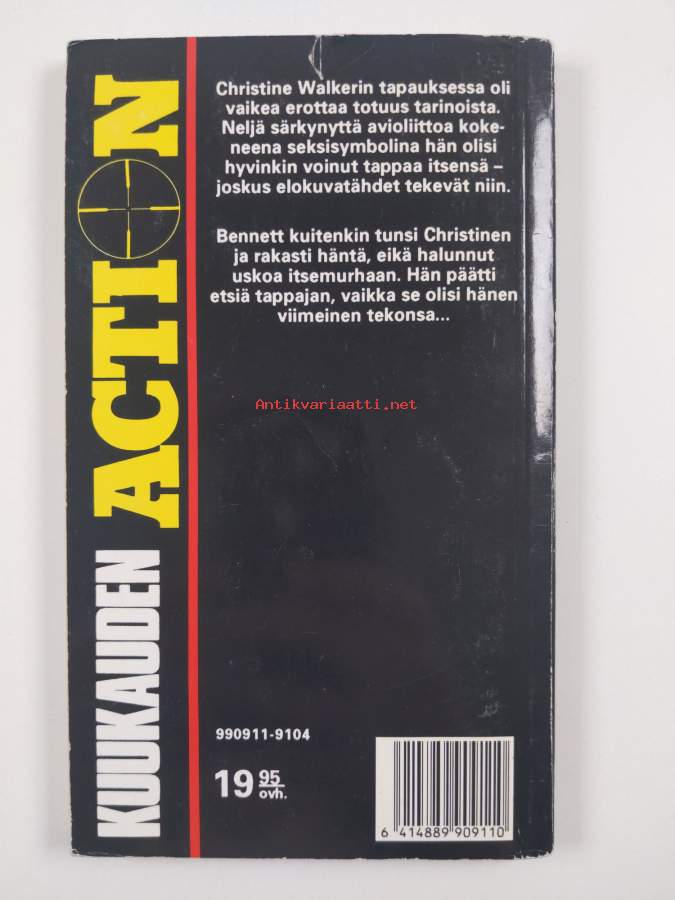 KUUKAUDEN ACTION
Christine Walkerin tapauksessa oli
vaikea erottaa totuus tarinoista.
Neljä särkynyttä avioliittoa koke-
neena seksisymbolina hän olisi
hyvinkin voinut tappaa itsensä –
joskus elokuvatähdet tekevät niin.
Bennett kuitenkin tunsi Christinen
ja rakasti häntä, eikä halunnut
uskoa itsemurhaan. Hän päätti
etsiä tappajan, vaikka se olisi hänen
viimeinen tekonsa...
Antikvariaatti.net
990911-9104
19 95
ovh.
6 414889 909110